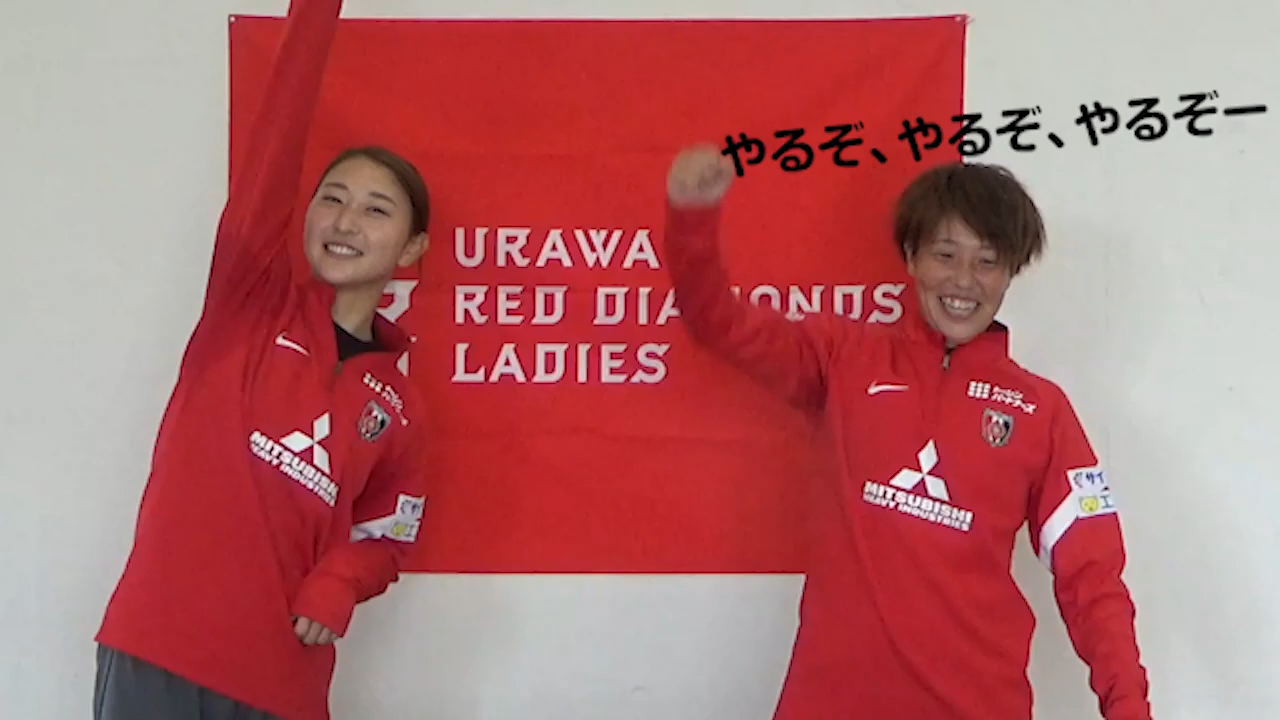 やるぞ、やるぞ、やるぞー
URAWA
RED DIAMONDS
LADIES
MITSUBISHI
HEAVY INDUSTRIES
MITSUBISHI
HEAVY INDUSTRIES